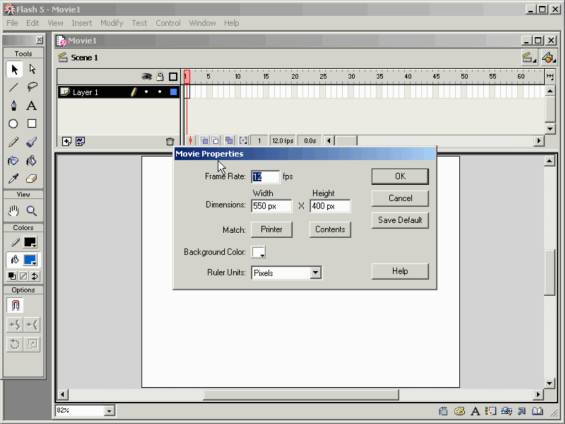 Flash 5 - Movie1
File Edit View Insert Modify Text Control Window Help
Tools
Movie1
Scene 1
1 5 10 15 20 25 30 35 40 45 50 55 60
Layer 1
A
1 12.0 fps 0.0s
View
Colors
Options
Movie Properties
Frame Rate: 12 fps
OK
Width Height
Dimensions: 550 px X 400 px
Cancel
Save Default
Match: Printer Contents
Background Color:
Ruler Units: Pixels
Help
82%
A